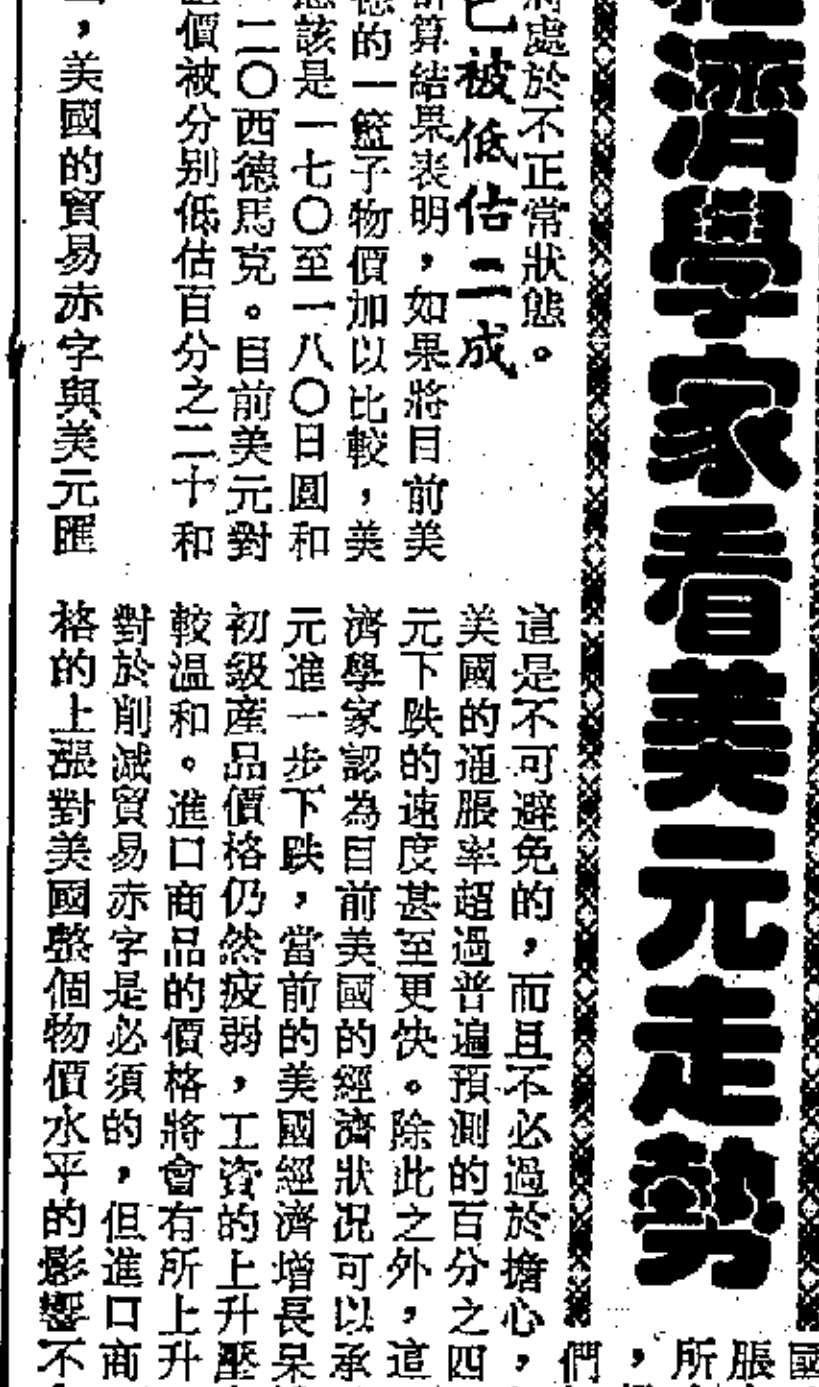 濟學家看美元走勢
處於不正常狀態。
已被低估二成
算結果表明，如果將目前美
的一籃子物價加以比較，美
應該是一七〇至一八〇日圓和
二〇西德馬克。目前美元對
價被分別低估百分之二十和
，美國的貿易赤字與美元匯
這是不可避免的，而且不必過於擔心，
美國的通脹率超過普遍預測的百分之四
元下跌的速度甚至更快。除此之外，這
濟學家認為目前美國的經濟狀況可以承
元進一步下跌，當前的美國經濟增長呆
初級產品價格仍然疲弱，工資的上升壓
較溫和。進口商品的價格將會有所上升
對於削減貿易赤字是必須的，但進口商
格的上漲對美國整個物價水平的影響不
國
脹
所
，
們